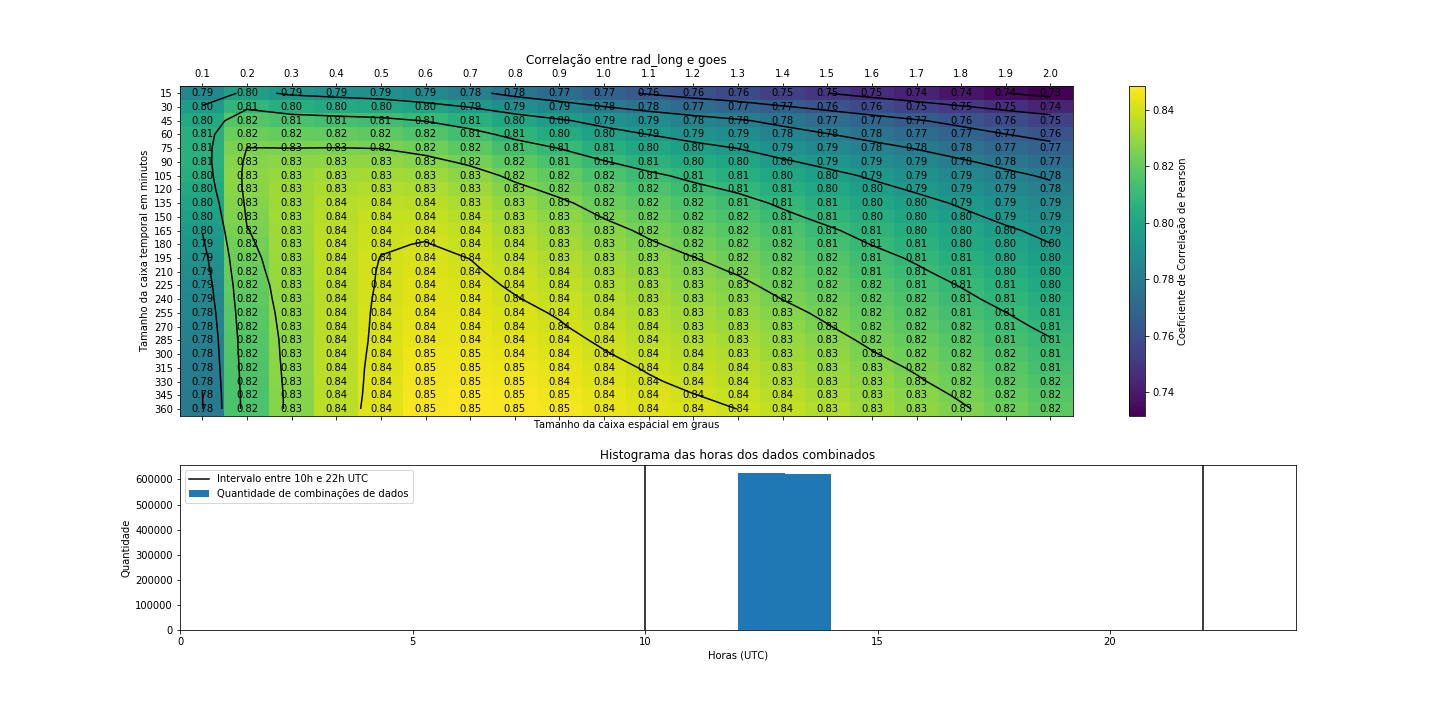 Correlação entre rad_long e goes
0.1 0.2 0.3 0.4 0.5 0.6 0.7 0.8 0.9 1.0 1.1 1.2 1.3 1.4 1.5 1.6 1.7 1.8 1.9 2.0
15 0.79 0.80 0.79 0.79 0.79 0.79 0.78 0.78 0.77 0.77 0.76 0.76 0.76 0.75 0.75 0.75 0.74 0.74 0.74 0.73
30 0.80 0.81 0.80 0.80 0.80 0.80 0.79 0.79 0.79 0.78 0.78 0.77 0.77 0.77 0.76 0.76 0.75 0.75 0.75 0.74
45 0.80 0.82 0.81 0.81 0.81 0.81 0.81 0.80 0.80 0.79 0.79 0.78 0.78 0.78 0.77 0.77 0.77 0.76 0.76 0.75
60 0.81 0.82 0.82 0.82 0.82 0.82 0.81 0.81 0.80 0.80 0.79 0.79 0.79 0.78 0.78 0.78 0.77 0.77 0.77 0.76
75 0.81 0.83 0.83 0.83 0.82 0.82 0.82 0.81 0.81 0.81 0.80 0.80 0.79 0.79 0.79 0.78 0.78 0.78 0.77 0.77
90 0.81 0.83 0.83 0.83 0.83 0.83 0.82 0.82 0.81 0.81 0.81 0.80 0.80 0.80 0.79 0.79 0.79 0.78 0.78 0.77
105 0.80 0.83 0.83 0.83 0.83 0.83 0.83 0.82 0.82 0.82 0.81 0.81 0.81 0.80 0.80 0.79 0.79 0.79 0.78 0.78
120 0.80 0.83 0.83 0.83 0.83 0.83 0.83 0.83 0.82 0.82 0.82 0.81 0.81 0.81 0.80 0.80 0.79 0.79 0.79 0.78
135 0.80 0.83 0.83 0.84 0.84 0.84 0.83 0.83 0.83 0.82 0.82 0.82 0.81 0.81 0.81 0.80 0.80 0.79 0.79 0.79
150 0.80 0.83 0.83 0.84 0.84 0.84 0.84 0.83 0.83 0.82 0.82 0.82 0.82 0.81 0.81 0.80 0.80 0.80 0.79 0.79
165 0.80 0.82 0.83 0.84 0.84 0.84 0.84 0.83 0.83 0.83 0.82 0.82 0.82 0.81 0.81 0.81 0.80 0.80 0.80 0.79
180 0.79 0.82 0.83 0.84 0.84 0.84 0.84 0.84 0.83 0.83 0.83 0.82 0.82 0.82 0.81 0.81 0.81 0.80 0.80 0.80
195 0.79 0.82 0.83 0.84 0.84 0.84 0.84 0.84 0.83 0.83 0.83 0.83 0.82 0.82 0.82 0.81 0.81 0.80 0.80 0.80
210 0.79 0.82 0.83 0.84 0.84 0.84 0.84 0.84 0.84 0.83 0.83 0.83 0.82 0.82 0.82 0.81 0.81 0.81 0.80 0.80
225 0.79 0.82 0.83 0.84 0.84 0.84 0.84 0.84 0.84 0.84 0.83 0.83 0.83 0.82 0.82 0.82 0.81 0.81 0.81 0.80
240 0.79 0.82 0.83 0.84 0.84 0.84 0.84 0.84 0.84 0.84 0.83 0.83 0.83 0.82 0.82 0.82 0.82 0.81 0.81 0.80
255 0.78 0.82 0.83 0.84 0.84 0.84 0.84 0.84 0.84 0.84 0.83 0.83 0.83 0.83 0.82 0.82 0.82 0.81 0.81 0.81
270 0.78 0.82 0.83 0.84 0.84 0.84 0.84 0.84 0.84 0.84 0.84 0.83 0.83 0.83 0.83 0.82 0.82 0.82 0.81 0.81
285 0.78 0.82 0.83 0.84 0.84 0.84 0.84 0.84 0.84 0.84 0.84 0.83 0.83 0.83 0.83 0.82 0.82 0.82 0.81 0.81
300 0.78 0.82 0.83 0.84 0.84 0.85 0.85 0.84 0.84 0.84 0.84 0.84 0.83 0.83 0.83 0.83 0.82 0.82 0.82 0.81
315 0.78 0.82 0.83 0.84 0.84 0.85 0.85 0.85 0.84 0.84 0.84 0.84 0.84 0.83 0.83 0.83 0.83 0.82 0.82 0.81
330 0.78 0.82 0.83 0.84 0.84 0.85 0.85 0.85 0.84 0.84 0.84 0.84 0.84 0.83 0.83 0.83 0.83 0.82 0.82 0.82
345 0.78 0.82 0.83 0.84 0.84 0.85 0.85 0.85 0.85 0.84 0.84 0.84 0.84 0.83 0.83 0.83 0.83 0.82 0.82 0.82
360 0.78 0.82 0.83 0.84 0.84 0.85 0.85 0.85 0.85 0.84 0.84 0.84 0.84 0.84 0.83 0.83 0.83 0.83 0.82 0.82
Tamanho da caixa temporal em minutos
Tamanho da caixa espacial em graus
0.84
0.82
0.80
0.78
0.76
0.74
Coeficiente de Correlação de Pearson
Histograma das horas dos dados combinados
Intervalo entre 10h e 22h UTC
Quantidade de combinações de dados
Quantidade
600000
500000
400000
300000
200000
100000
0
0 5 10 15 20
Horas (UTC)